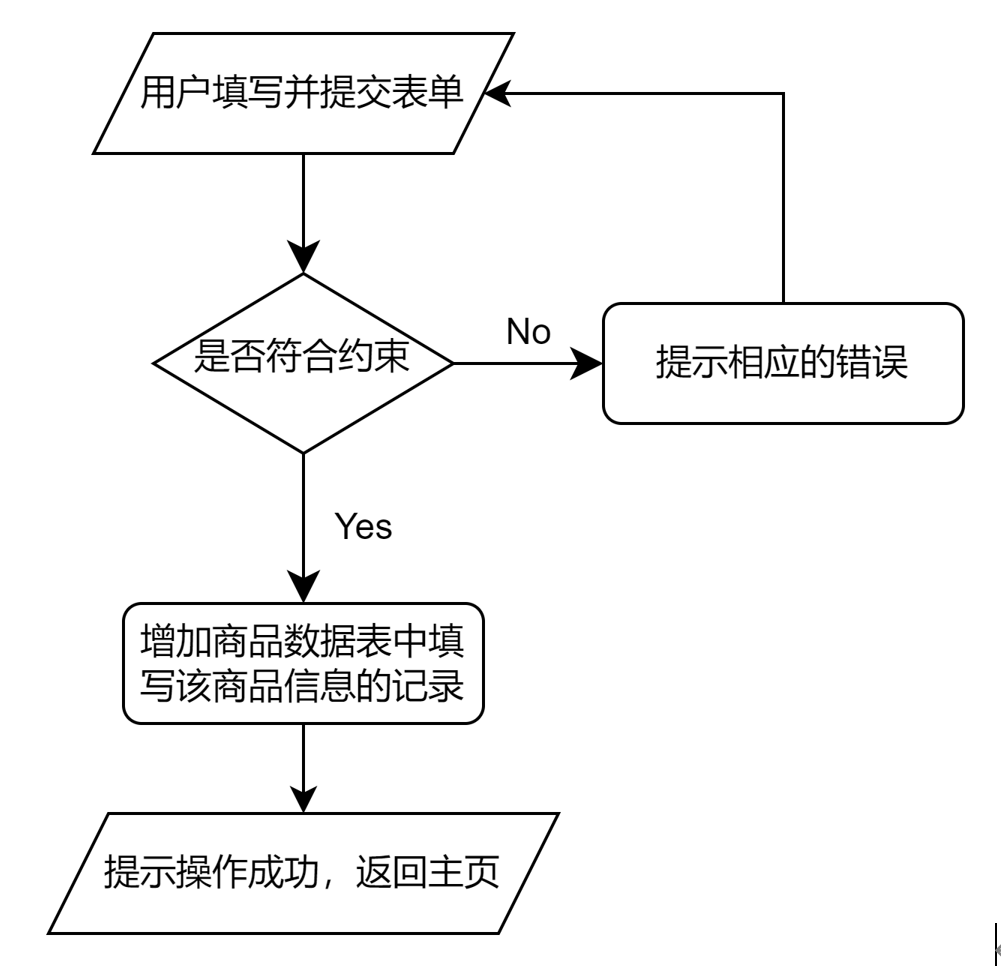 用户填写并提交表单
是否符合约束
No
提示相应的错误
Yes
增加商品数据表中填
写该商品信息的记录
提示操作成功，返回主页